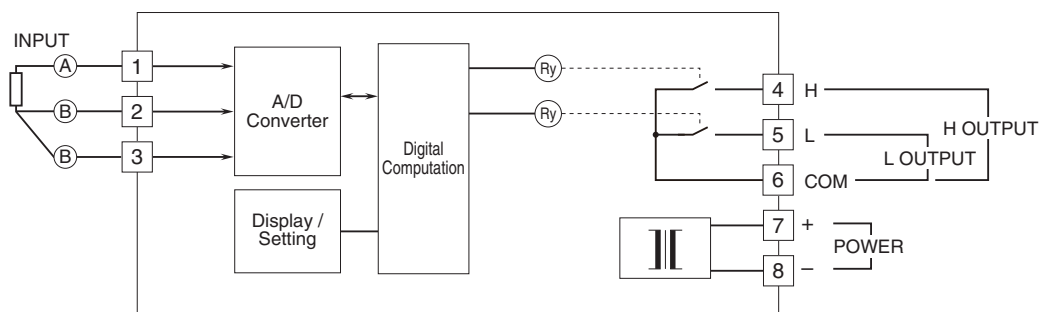 INPUT
A
B
B
1
2
3
A/D
Converter
Display /
Setting
Digital
Computation
Ry
Ry
4 H
5 L
6 COM
7 +
8 –
H OUTPUT
L OUTPUT
POWER